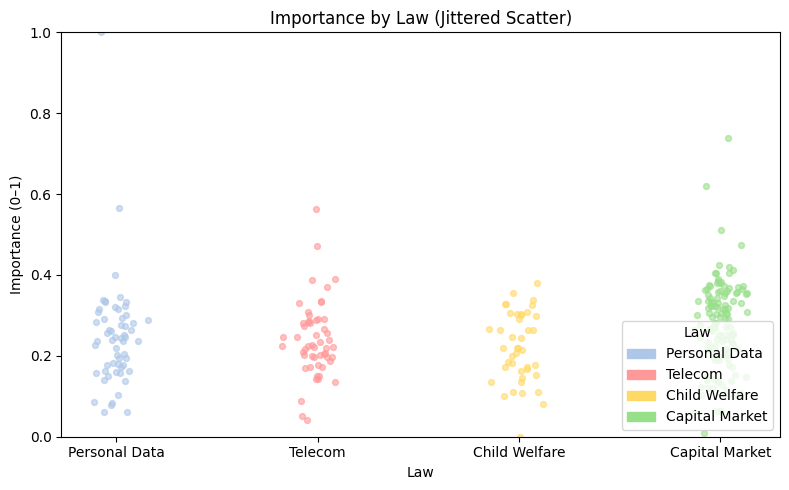 Importance by Law (Jittered Scatter)
Importance (0–1)
1.0
0.8
0.6
0.4
0.2
0.0
Law
Personal Data
Telecom
Child Welfare
Capital Market
Personal Data
Telecom
Child Welfare
Capital Market
Law